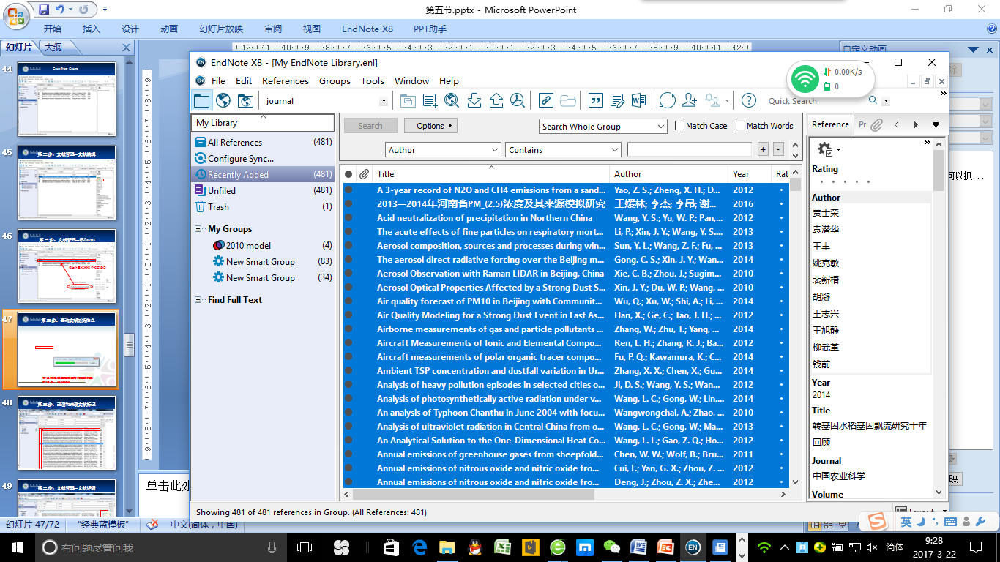 第五节.pptx - Microsoft PowerPoint
开始 插入 设计 动画 幻灯片放映 审阅 视图 EndNote X8 PPT助手
幻灯片 大纲
自定义动画
44
45
46
47
48
49
EndNote X8 - [My EndNote Library.enl]
File Edit References Groups Tools Window Help
0.00K/s
0
journal
Quick Search
My Library
All References (481)
Configure Sync...
Recently Added (481)
Unfiled (481)
Trash (1)
My Groups
2010 model (4)
New Smart Group (83)
New Smart Group (34)
Find Full Text
Search Options Search Whole Group Match Case Match Words
Author Contains + -
Title Author Year Rat
A 3-year record of N2O and CH4 emissions from a sand... Yao, Z. S.; Zheng, X. H.; D... 2012
2013—2014年河南省PM_(2.5)浓度及其来源模拟研究 王媛林; 李杰; 李昂; 谢... 2016
Acid neutralization of precipitation in Northern China Wang, Y. S.; Yu, W. P.; Pan,... 2012
The acute effects of fine particles on respiratory mort... Li, P.; Xin, J. Y.; Wang, Y. S.... 2013
Aerosol composition, sources and processes during win... Sun, Y. L.; Wang, Z. F.; Fu, ... 2013
The aerosol direct radiative forcing over the Beijing m... Gong, C. S.; Xin, J. Y.; Wan... 2014
Aerosol Observation with Raman LIDAR in Beijing, China Xie, C. B.; Zhou, J.; Sugim... 2010
Aerosol Optical Properties Affected by a Strong Dust S... Xin, J. Y.; Du, W. P.; Wang, ... 2010
Air quality forecast of PM10 in Beijing with Communit... Wu, Q.; Xu, W.; Shi, A.; Li, ... 2014
Air Quality Modeling for a Strong Dust Event in East As... Han, X.; Ge, C.; Tao, J. H.; ... 2012
Airborne measurements of gas and particle pollutants ... Zhang, W.; Zhu, T.; Yang, ... 2014
Aircraft Measurements of Ionic and Elemental Compo... Ren, L. H.; Zhang, R. J.; Ba... 2012
Aircraft measurements of polar organic tracer compo... Fu, P. Q.; Kawamura, K.; C... 2014
Ambient TSP concentration and dustfall variation in Ur... Zhang, X. X.; Chen, X.; Gu... 2014
Analysis of heavy pollution episodes in selected cities o... Ji, D. S.; Wang, Y. S.; Wan... 2012
Analysis of photosynthetically active radiation under v... Wang, L. C.; Gong, W.; Lin,... 2014
An analysis of Typhoon Chanthu in June 2004 with focu... Wangwongchai, A.; Zhao, ... 2010
Analysis of ultraviolet radiation in Central China from o... Wang, L. C.; Gong, W.; Ma... 2013
An Analytical Solution to the One-Dimensional Heat Co... Wang, L. L.; Gao, Z. Q.; Ho... 2012
Annual emissions of greenhouse gases from sheepfold... Chen, W. W.; Wolf, B.; Bru... 2011
Annual emissions of nitrous oxide and nitric oxide fro... Cui, F.; Yan, G. X.; Zhou, Z. ... 2012
Annual emissions of nitrous oxide and nitric oxide fro... Deng, J.; Zhou, Z. X.; Zhe... 2012
Reference Pr
Rating
Author
贾士荣
袁潜华
王丰
姚克敏
裴新梧
胡凝
王志兴
王旭静
柳武革
钱前
Year
2014
Title
转基因水稻基因飘流研究十年
回顾
Journal
中国农业科学
Volume
可以抓...
映
单击此处
Showing 481 of 481 references in Group. (All References: 481)
Layout
幻灯片 47/72 “经典蓝模板” 中文(简体，中国)
英
有问题尽管问我
简体
9:28
2017-3-22